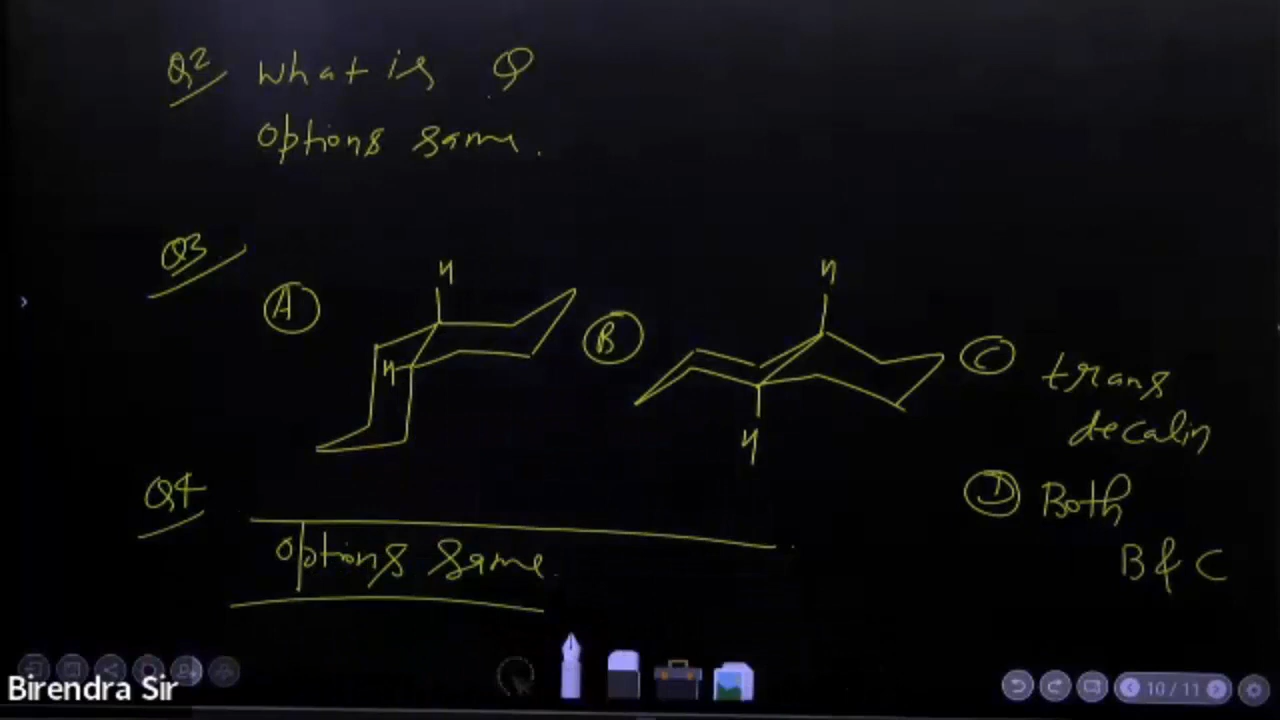 Q2 What is Q
options same.
Q3
A
H
H
B
H
H
C trans
decalin
D Both
B & C
Q4
options same.
Birendra Sir
10 / 11